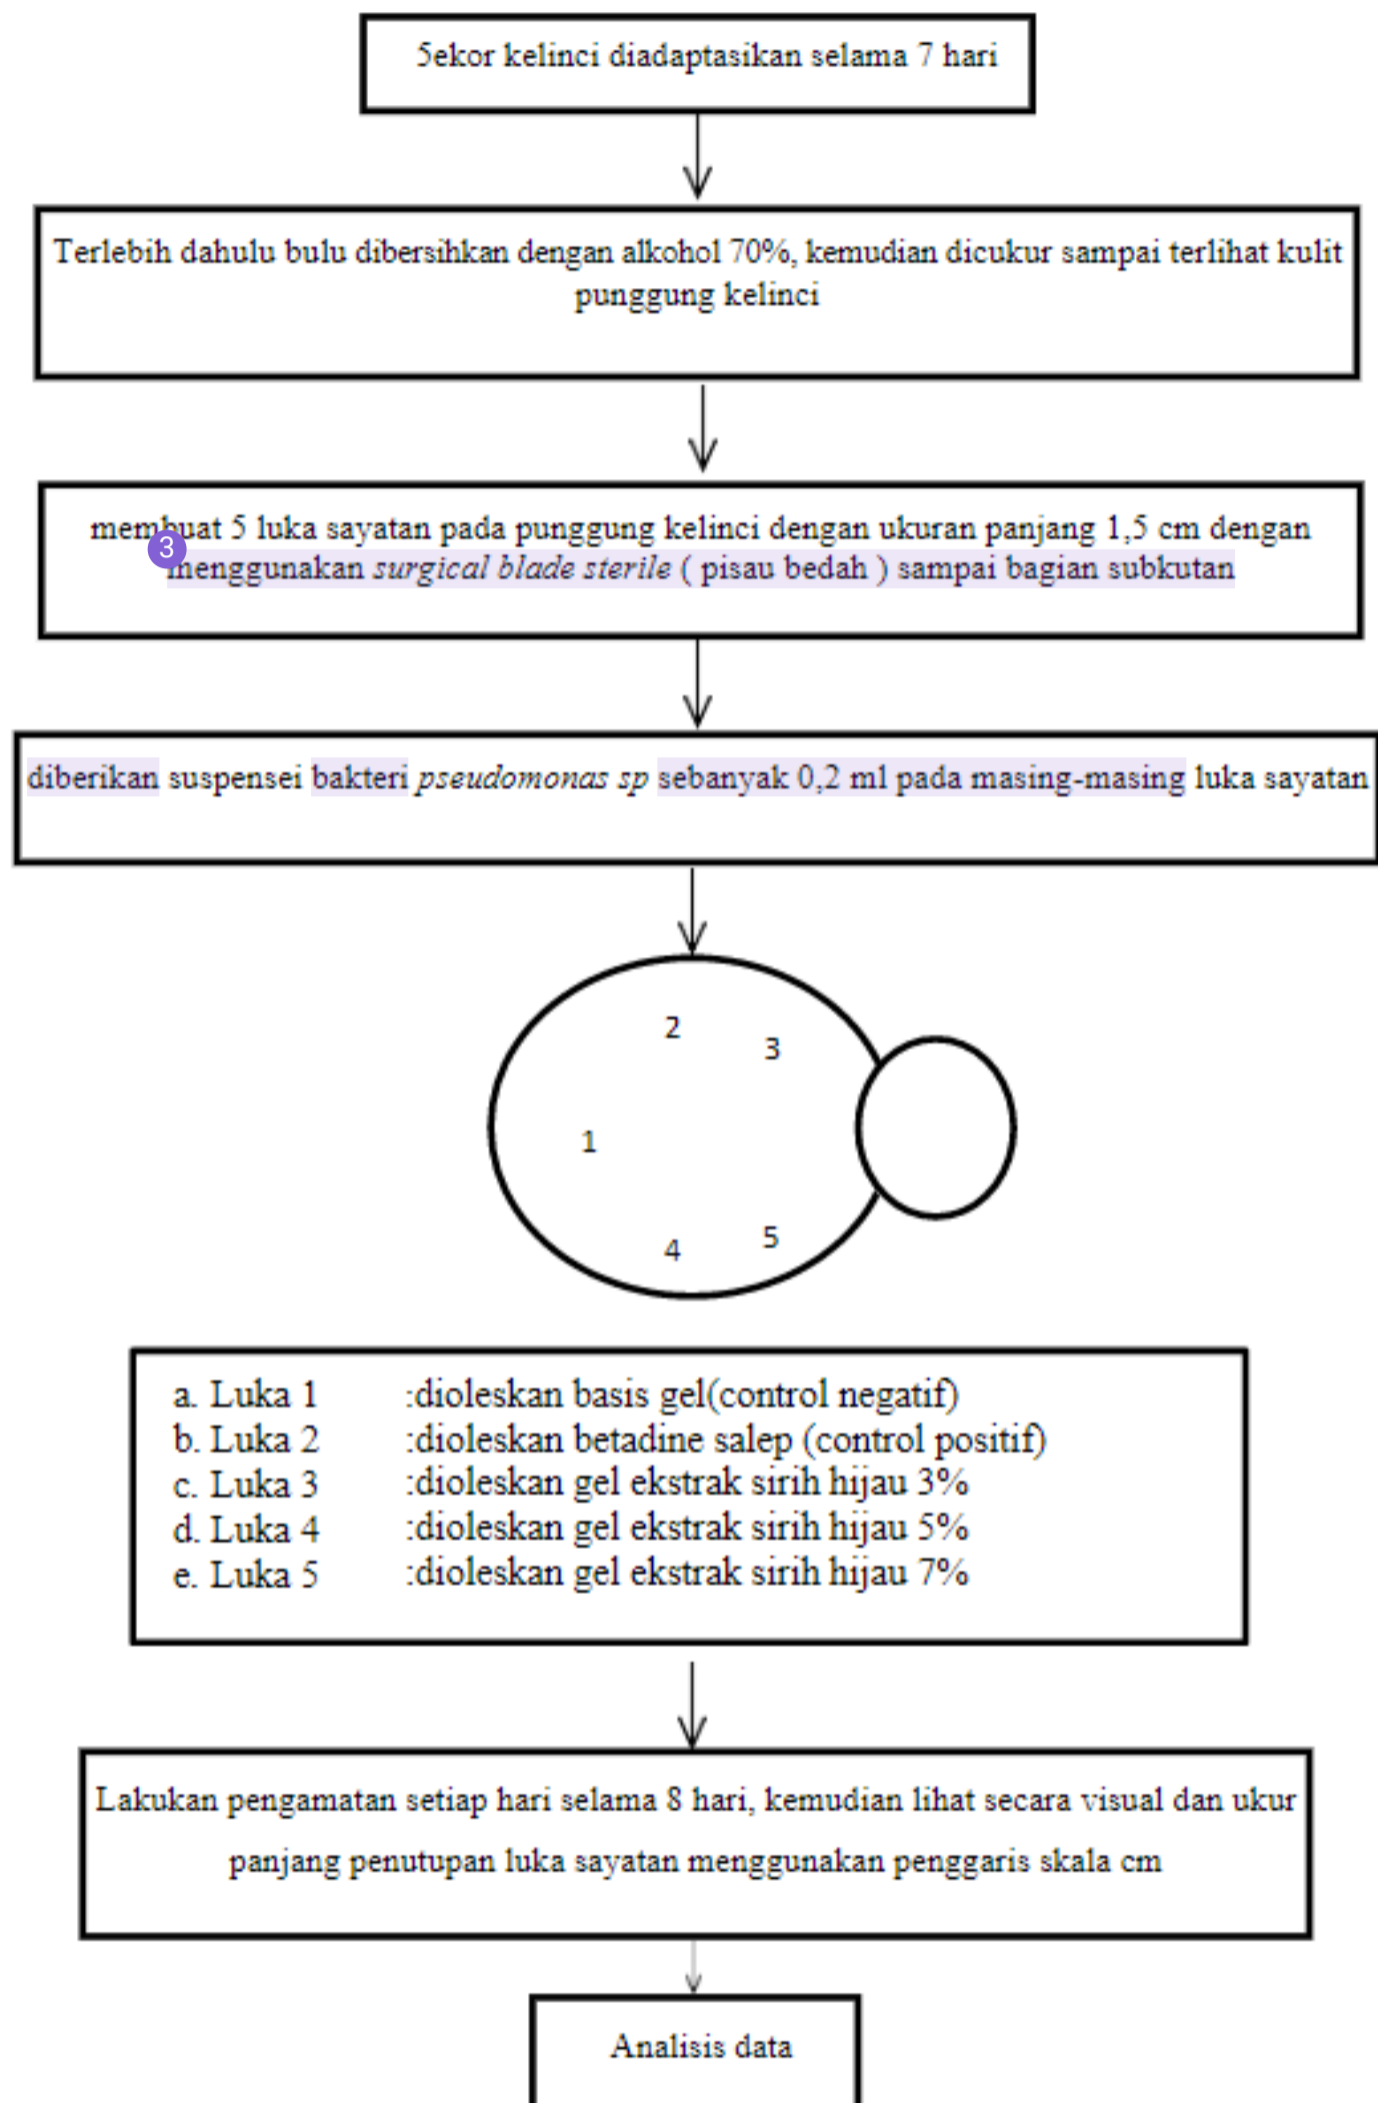 5ekor kelinci diadaptasikan selama 7 hari
Terlebih dahulu bulu dibersihkan dengan alkohol 70%, kemudian dicukur sampai terlihat kulit
punggung kelinci
membuat 5 luka sayatan pada punggung kelinci dengan ukuran panjang 1,5 cm dengan
3
menggunakan surgical blade sterile ( pisau bedah ) sampai bagian subkutan
diberikan suspensei bakteri pseudomonas sp sebanyak 0,2 ml pada masing-masing luka sayatan
2
3
1
4
5
a. Luka 1 :dioleskan basis gel(control negatif)
b. Luka 2 :dioleskan betadine salep (control positif)
c. Luka 3 :dioleskan gel ekstrak sirih hijau 3%
d. Luka 4 :dioleskan gel ekstrak sirih hijau 5%
e. Luka 5 :dioleskan gel ekstrak sirih hijau 7%
Lakukan pengamatan setiap hari selama 8 hari, kemudian lihat secara visual dan ukur
panjang penutupan luka sayatan menggunakan penggaris skala cm
Analisis data